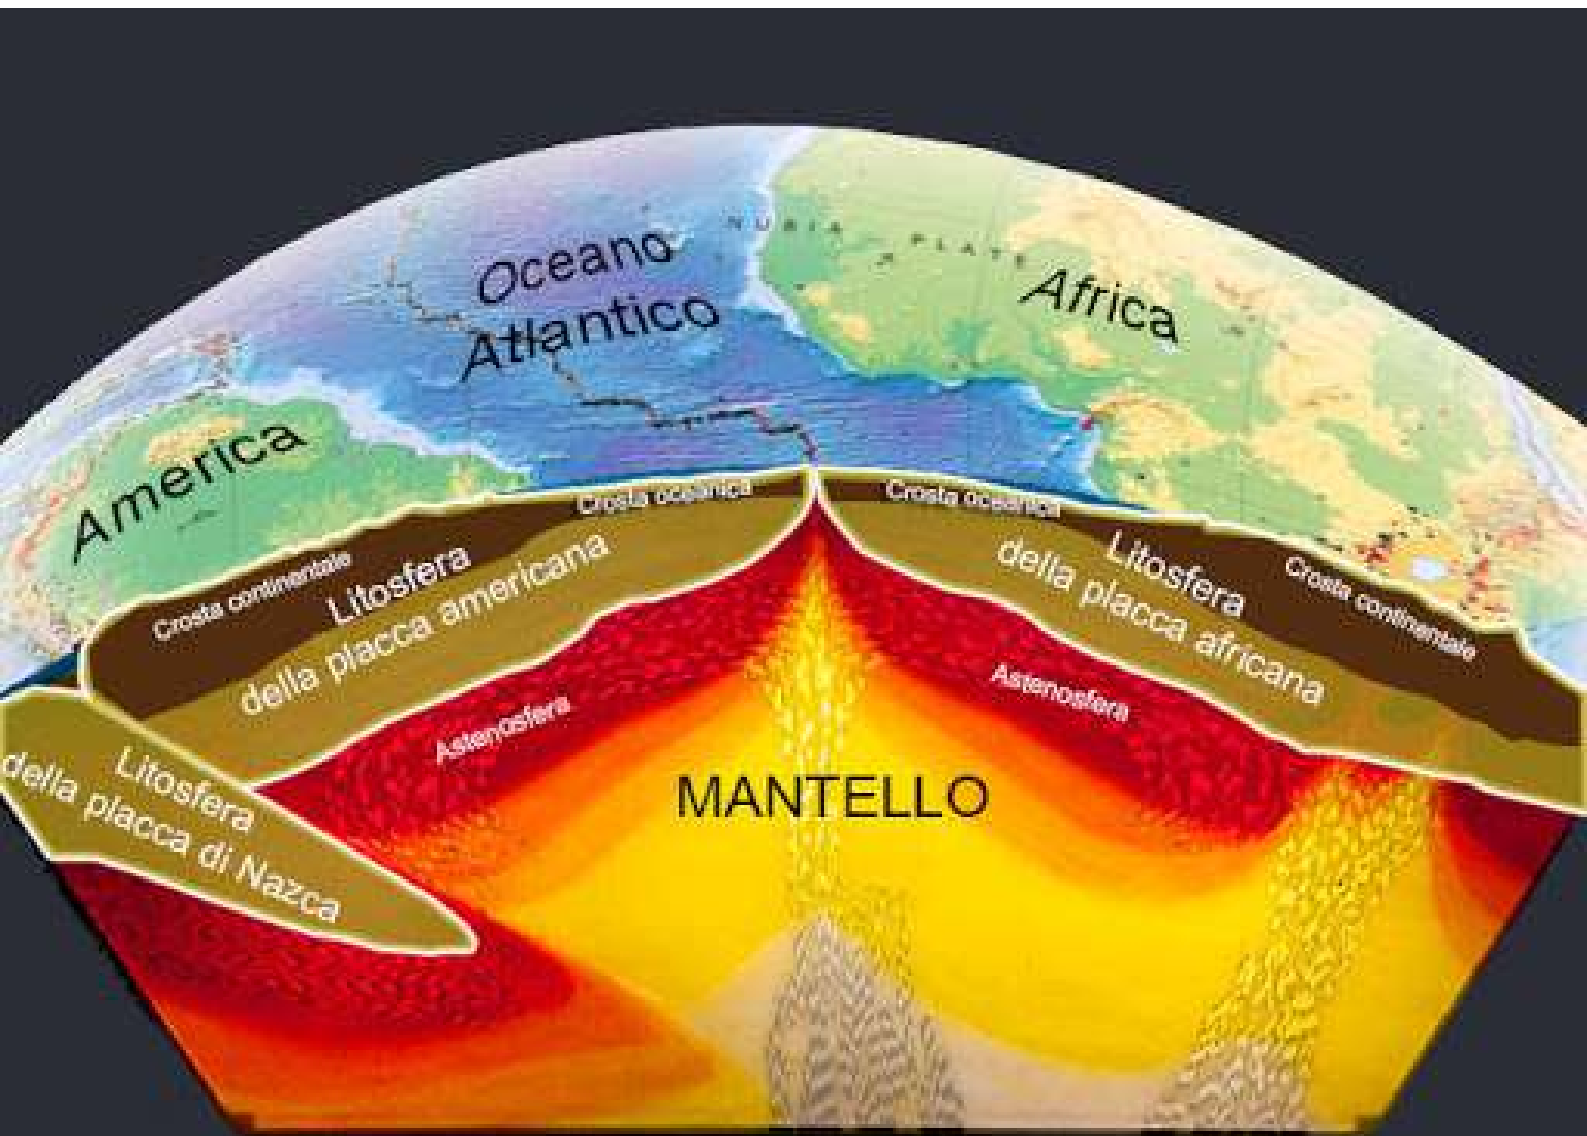 NUBIA PLATE
Oceano
Atlantico
Africa
America
Crosta oceanica
Crosta oceanica
Crosta continentale
Litosfera
della placca americana
Litosfera
della placca africana
Crosta continentale
Astenosfera
Astenosfera
MANTELLO
Litosfera
della placca di Nazca